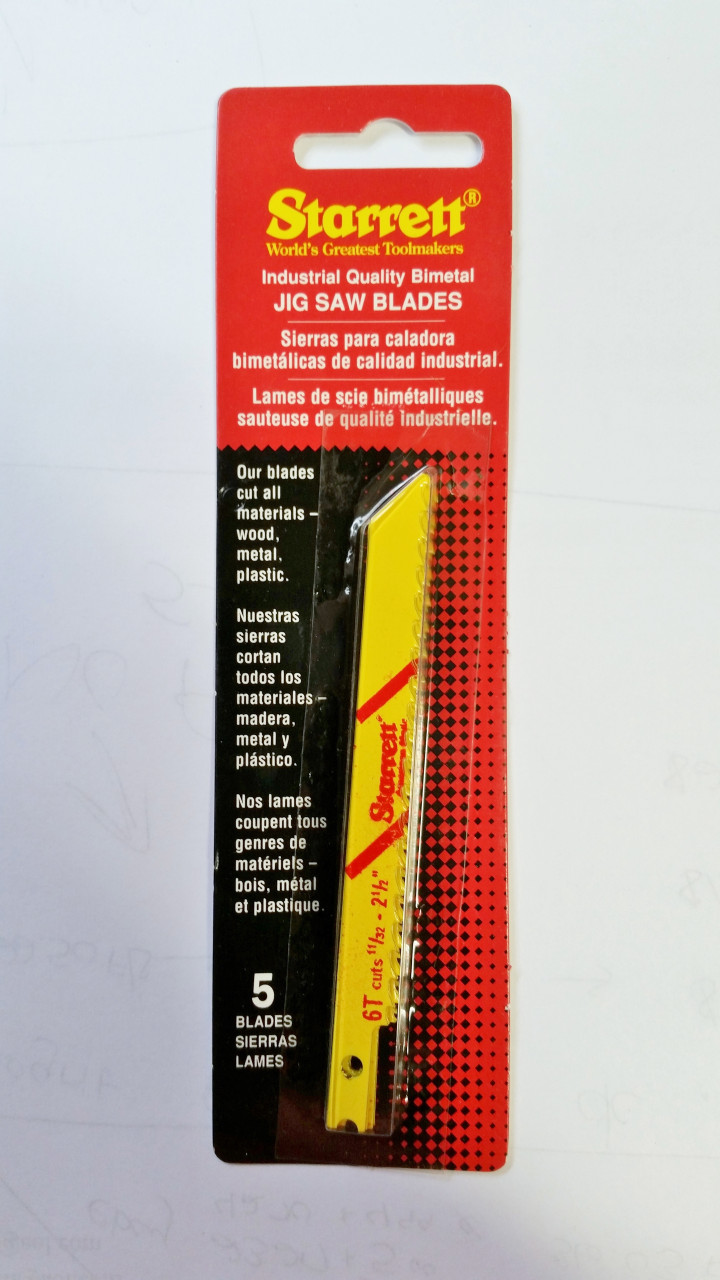 Starrett®
World's Greatest Toolmakers
Industrial Quality Bimetal
JIG SAW BLADES
Sierras para caladora
bimetálicas de calidad industrial.
Lames de scie bimétalliques
sauteuse de qualité industrielle.
Our blades
cut all
materials –
wood,
metal,
plastic.
Nuestras
sierras
cortan
todos los
materiales –
madera,
metal y
plástico.
Nos lames
coupent tous
genres de
matériels –
bois, métal
et plastique.
5
BLADES
SIERRAS
LAMES
Starrett
6T cuts 11/32 - 2 1/2"